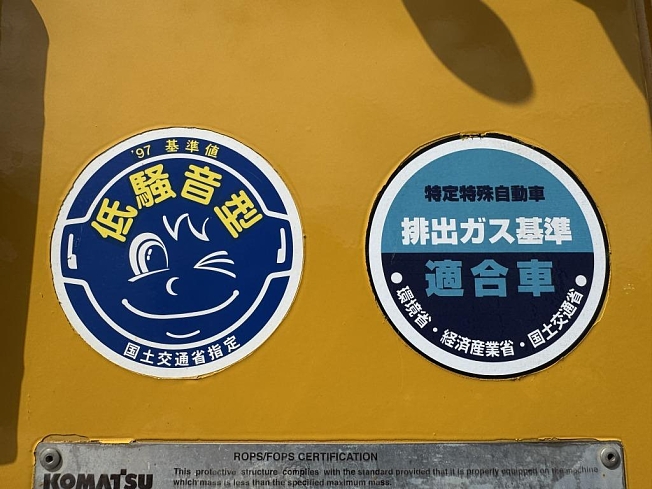 '97 基準値
低騒音型
国土交通省指定
特定特殊自動車
排出ガス基準
適合車
・環境省・経済産業省・国土交通省・
ROPS/FOPS CERTIFICATION
KOMATSU
This protective structure complies with the standard provided that it is properly equipped on the machine
which mass is less than the specified maximum mass.